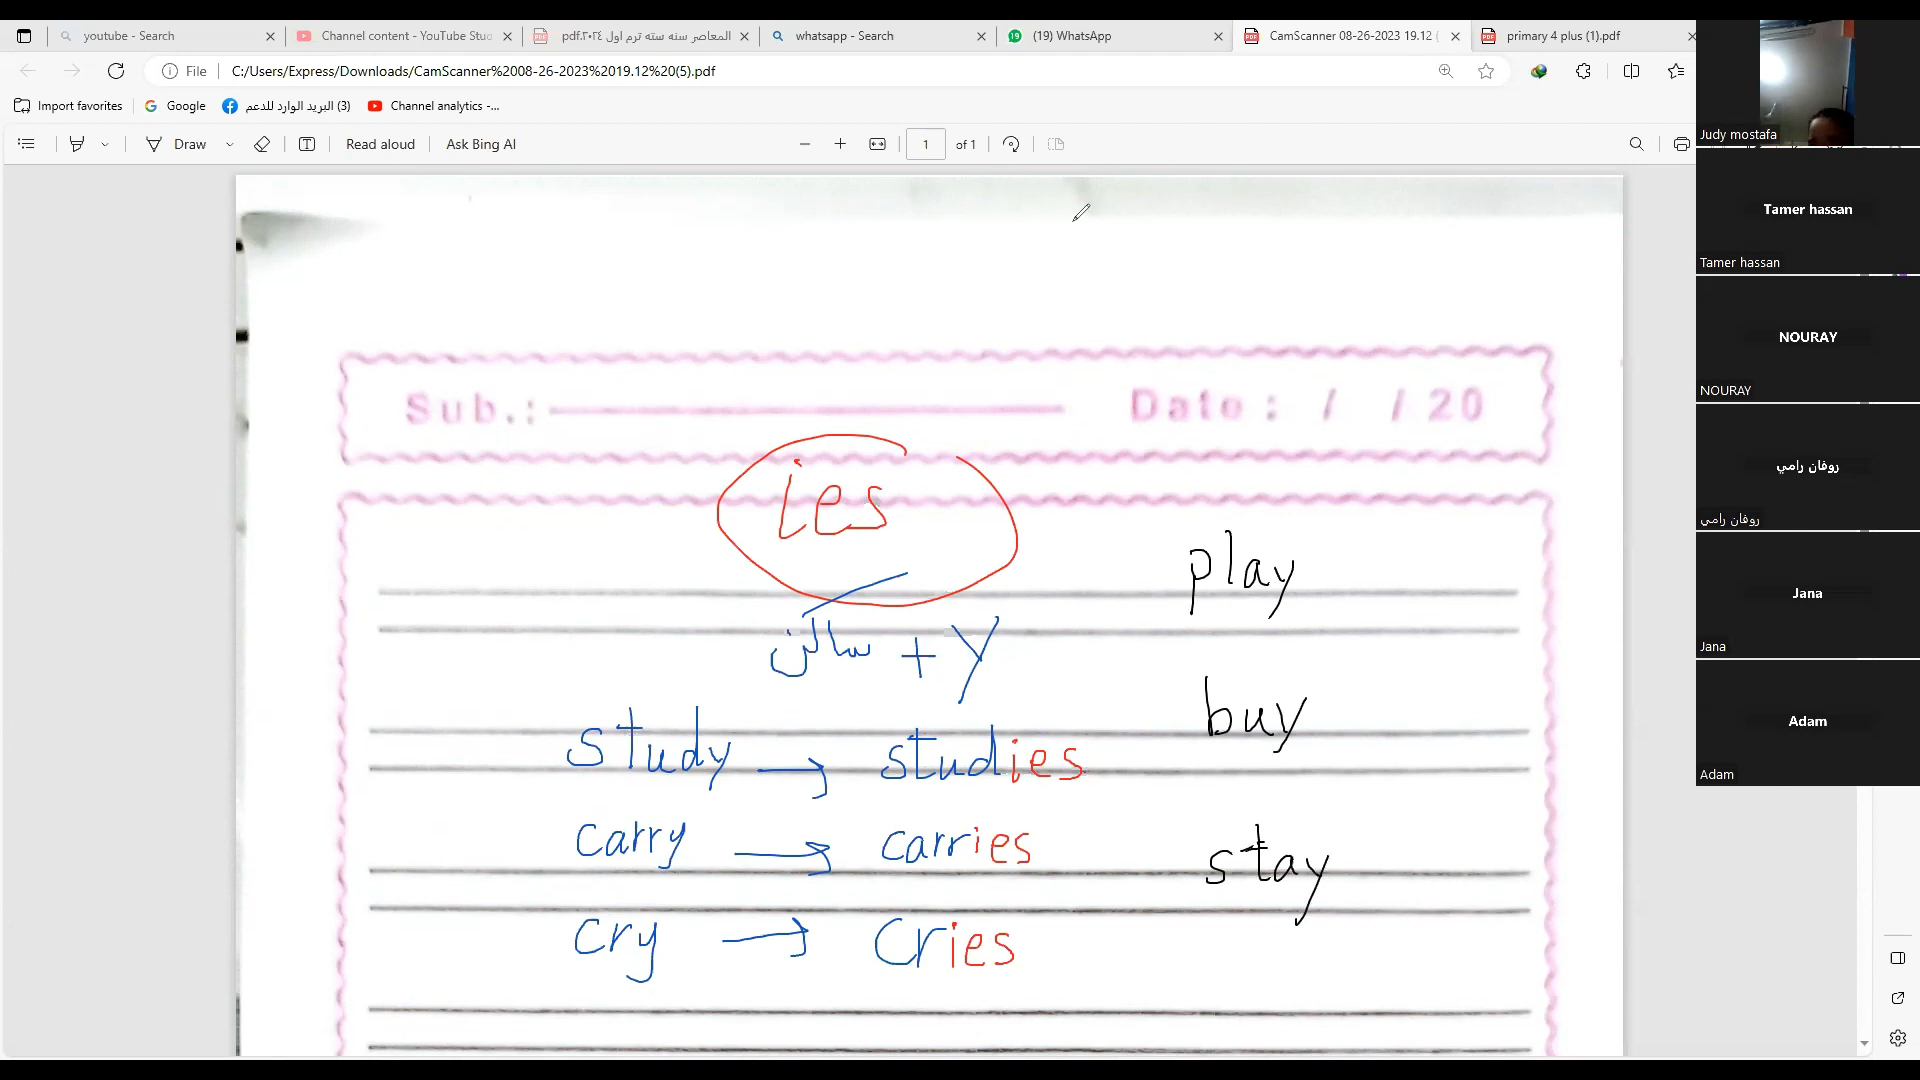 youtube - Search
Channel content - YouTube Stud
المعاصر سنه سته ترم اول ٢٠٢٤.pdf
whatsapp - Search
(19) WhatsApp
CamScanner 08-26-2023 19.12 (
primary 4 plus (1).pdf
File
C:/Users/Express/Downloads/CamScanner%2008-26-2023%2019.12%20(5).pdf
Import favorites
Google
(3) البريد الوارد للدعم
Channel analytics -...
Draw
Read aloud
Ask Bing AI
1 of 1
Sub.:
Date : / / 20
ies
ساكن + y
study → studies
carry → carries
cry → Cries
play
buy
stay
Judy mostafa
Tamer hassan
Tamer hassan
NOURAY
NOURAY
روفان رامي
روفان رامي
Jana
Jana
Adam
Adam